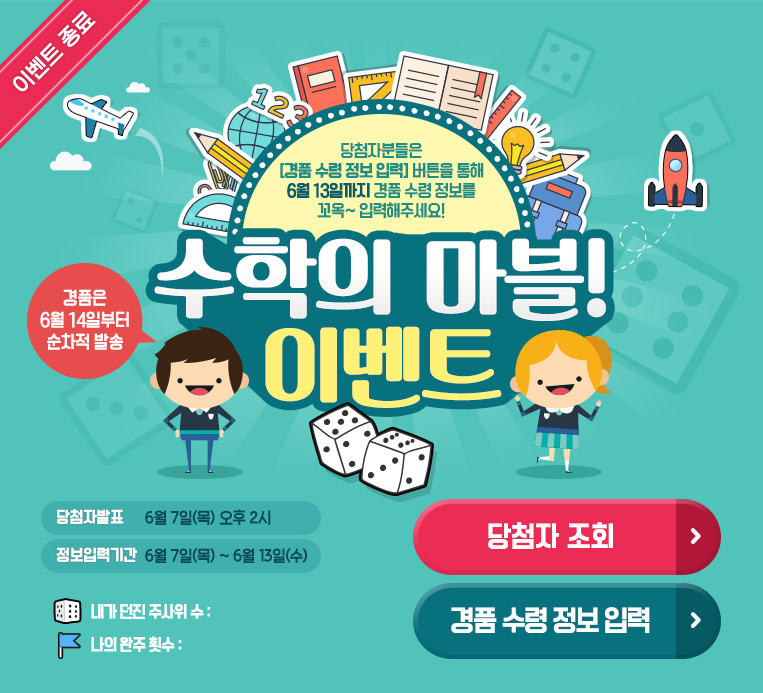 이벤트 종료
123
당첨자분들은
[경품 수령 정보 입력] 버튼을 통해
6월 13일까지 경품 수령 정보를
꼬옥~ 입력해주세요!
수학의 마블!
이벤트
경품은
6월 14일부터
순차적 발송
당첨자발표 6월 7일(목) 오후 2시
정보입력기간 6월 7일(목) ~ 6월 13일(수)
내가 던진 주사위 수 :
나의 완주 횟수 :
당첨자 조회
경품 수령 정보 입력